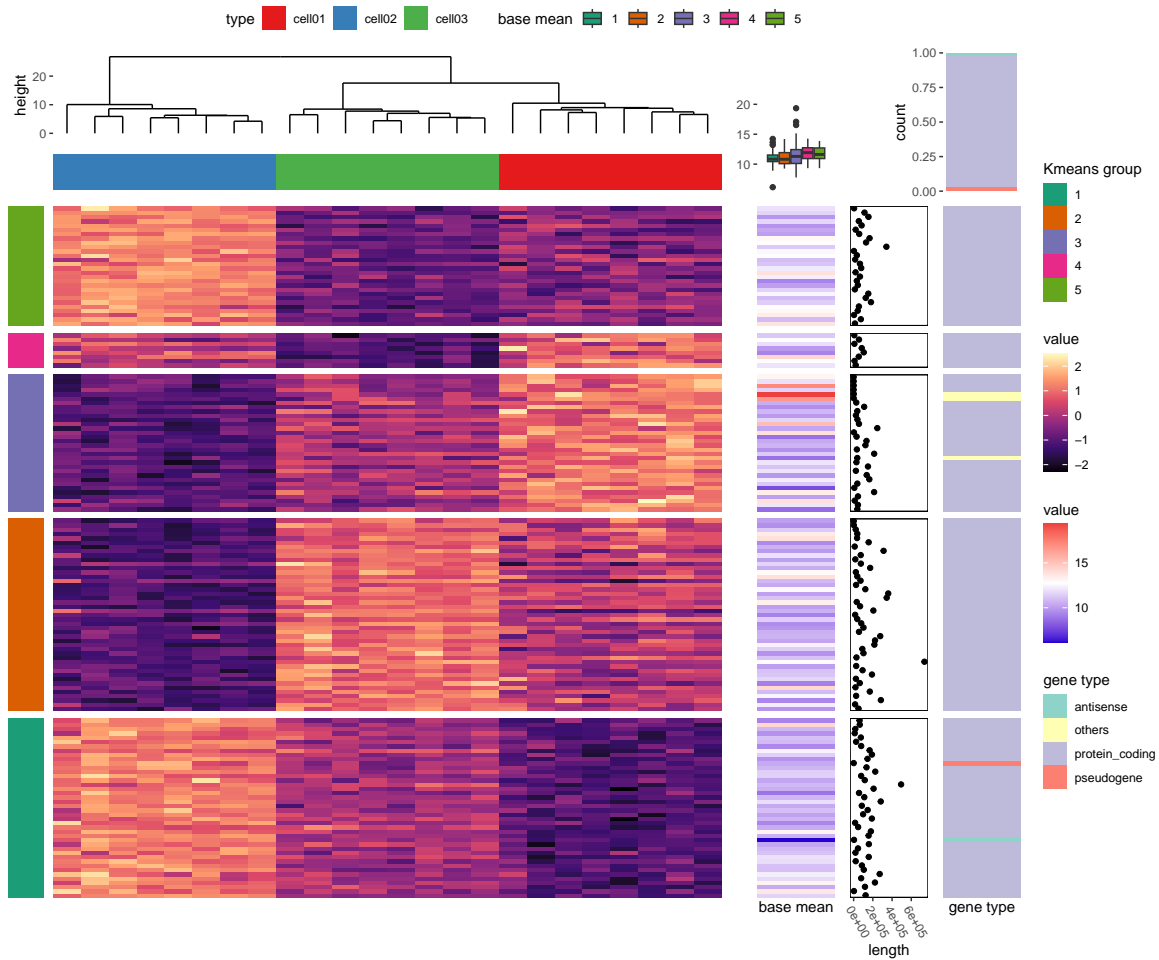 type cell01 cell02 cell03 base mean 1 2 3 4 5
height
20
10
0
20
15
10
count
1.00
0.75
0.50
0.25
0.00
Kmeans group
1
2
3
4
5
value
2
1
0
−1
−2
value
15
10
gene type
antisense
others
protein_coding
pseudogene
base mean
0e+00
2e+05
4e+05
6e+05
length
gene type